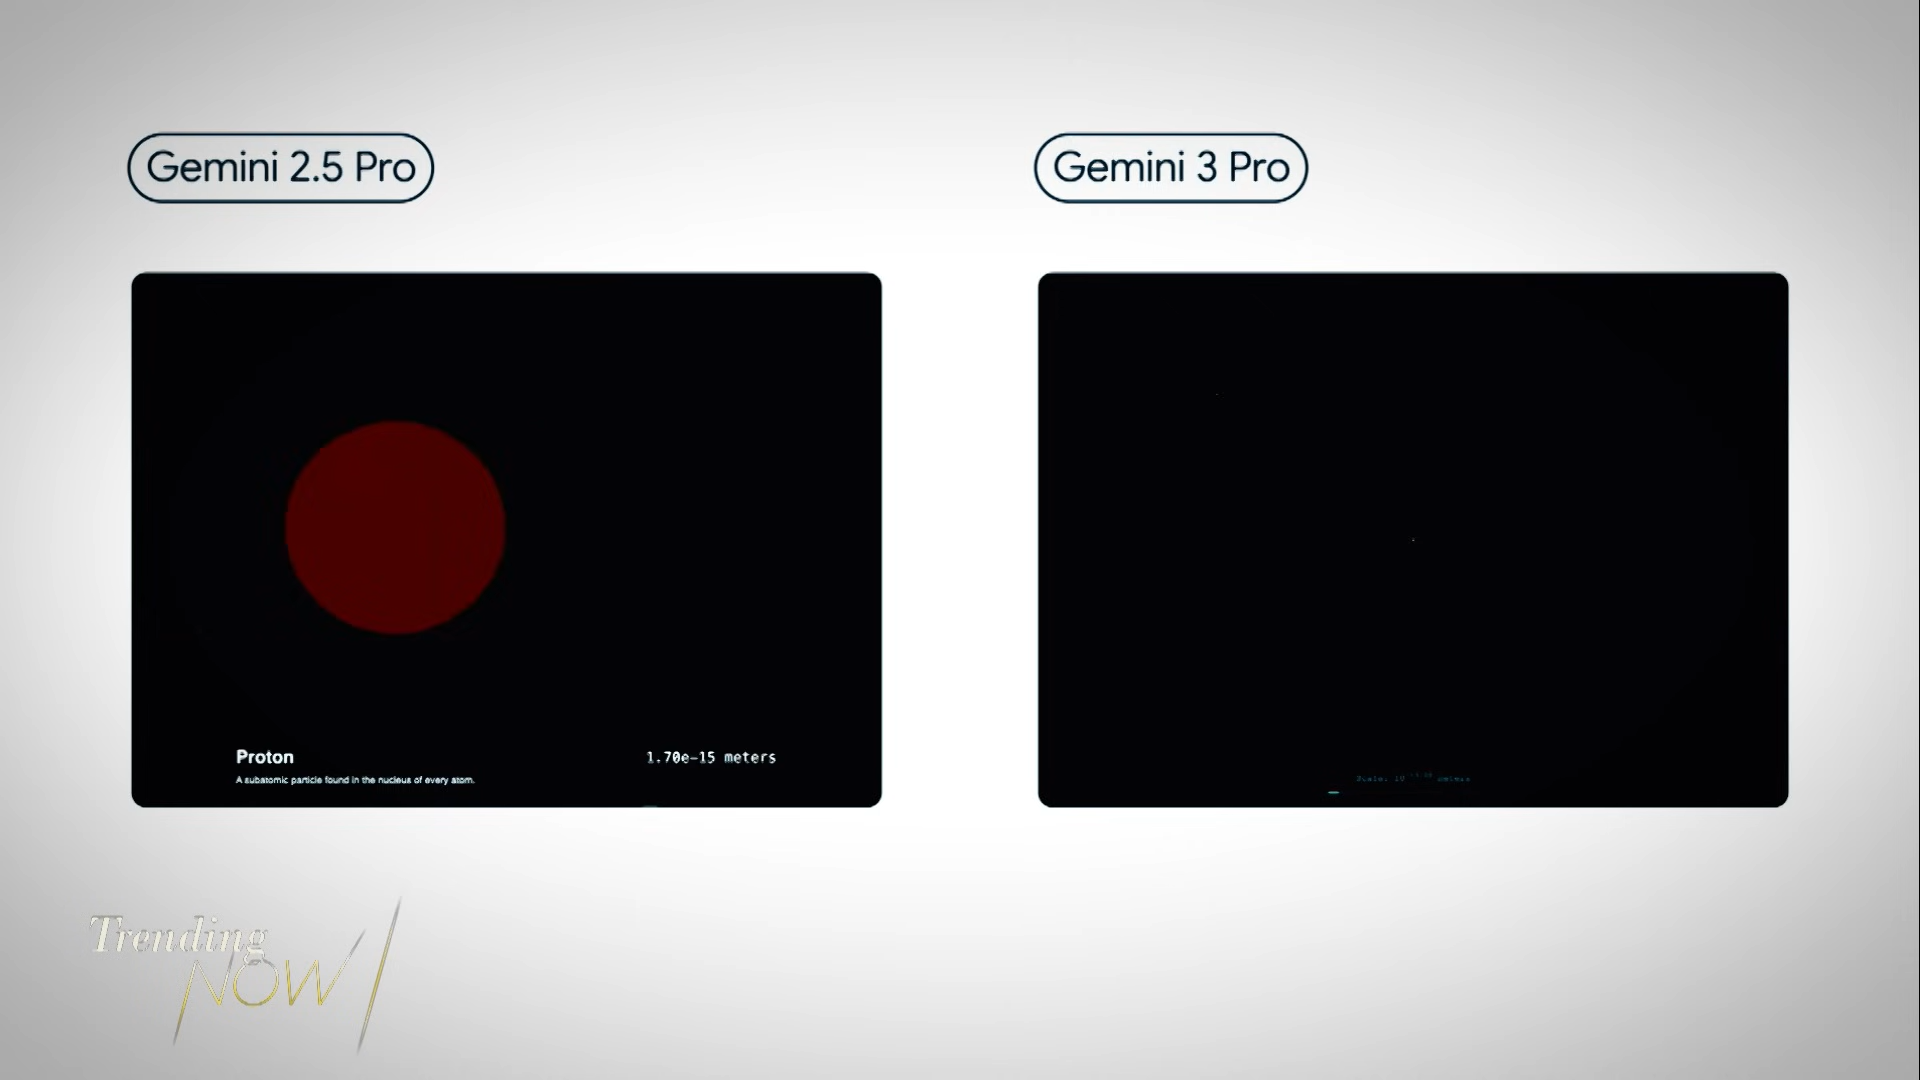 Gemini 2.5 Pro
Gemini 3 Pro
Proton
1.70e-15 meters
A subatomic particle found in the nucleus of every atom.
meters
Trending
NOW